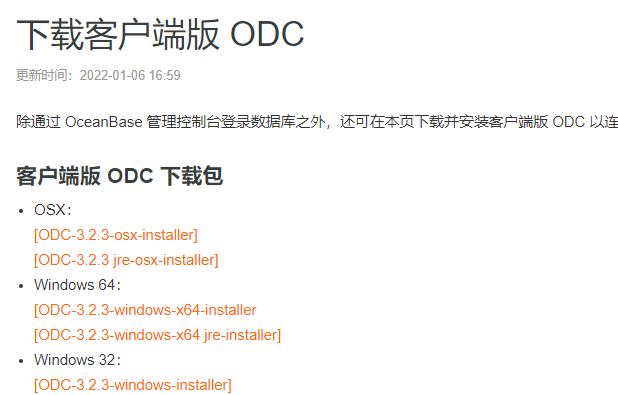 下载客户端版 ODC
更新时间：2022-01-06 16:59
除通过 OceanBase 管理控制台登录数据库之外，还可在本页下载并安装客户端版 ODC 以连
客户端版 ODC 下载包
• OSX：
[ODC-3.2.3-osx-installer]
[ODC-3.2.3 jre-osx-installer]
• Windows 64：
[ODC-3.2.3-windows-x64-installer
[ODC-3.2.3-windows-x64 jre-installer]
• Windows 32：
[ODC-3.2.3-windows-installer]